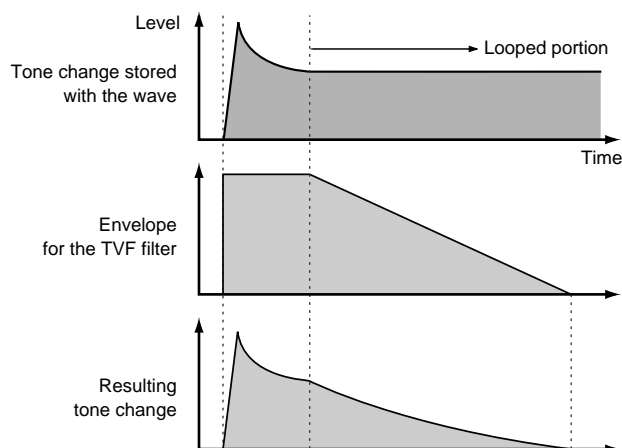 Level
Looped portion
Tone change stored
with the wave
Time
Envelope
for the TVF filter
Resulting
tone change